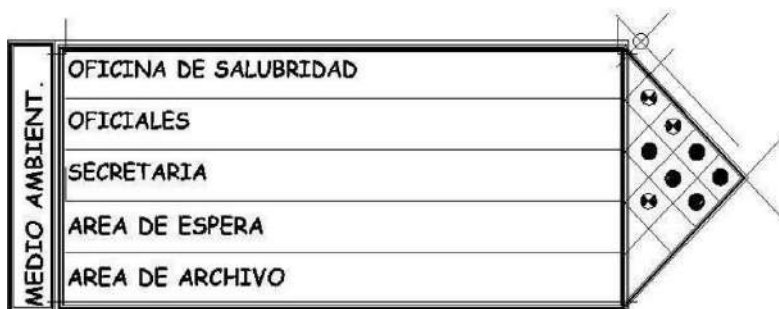 MEDIO AMBIENT.
OFICINA DE SALUBRIDAD
OFICIALES
SECRETARIA
AREA DE ESPERA
AREA DE ARCHIVO